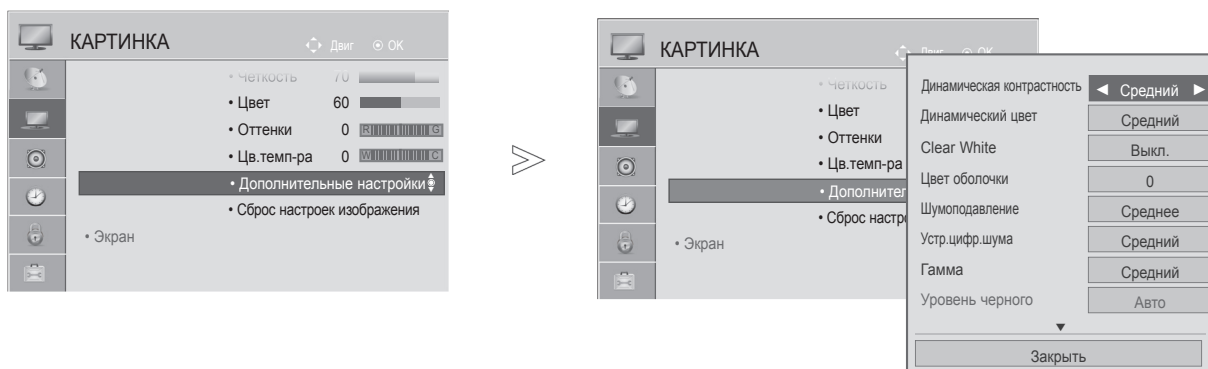 КАРТИНКА
Двиг OK
• Четкость 70
• Цвет 60
• Оттенки 0 R G
• Цв.темп-ра 0 W G
• Дополнительные настройки
• Сброс настроек изображения
• Экран
КАРТИНКА
Двиг OK
• Четкость
• Цвет
• Оттенки
• Цв.темп-ра
• Дополнител
• Сброс настро
• Экран
Динамическая контрастность ◄ Средний ►
Динамический цвет Средний
Clear White Выкл.
Цвет оболочки 0
Шумоподавление Среднее
Устр.цифр.шума Средний
Гамма Средний
Уровень черного Авто
▼
Закрыть